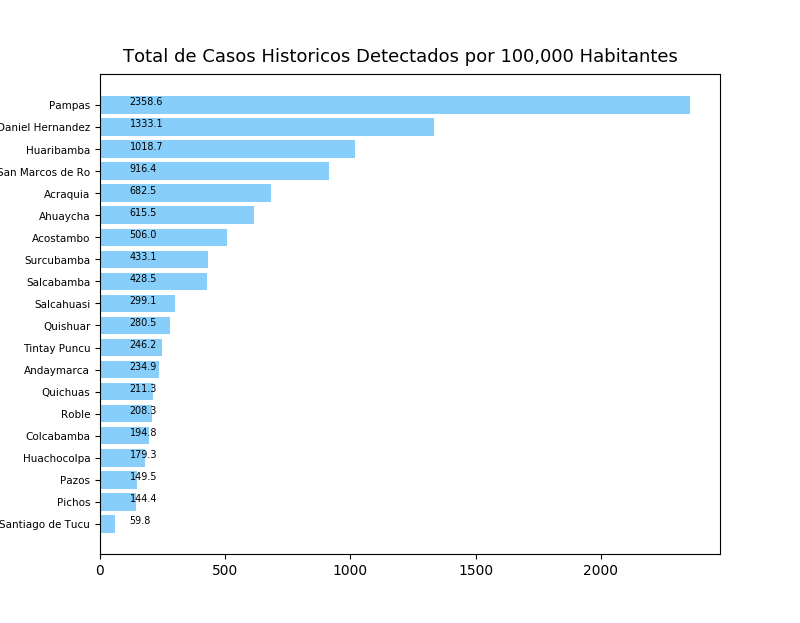 Total de Casos Historicos Detectados por 100,000 Habitantes
Pampas 2358.6
Daniel Hernandez 1333.1
Huaribamba 1018.7
San Marcos de Ro 916.4
Acraquia 682.5
Ahuaycha 615.5
Acostambo 506.0
Surcubamba 433.1
Salcabamba 428.5
Salcahuasi 299.1
Quishuar 280.5
Tintay Puncu 246.2
Andaymarca 234.9
Quichuas 211.3
Roble 208.3
Colcabamba 194.8
Huachocolpa 179.3
Pazos 149.5
Pichos 144.4
Santiago de Tucu 59.8
0 500 1000 1500 2000